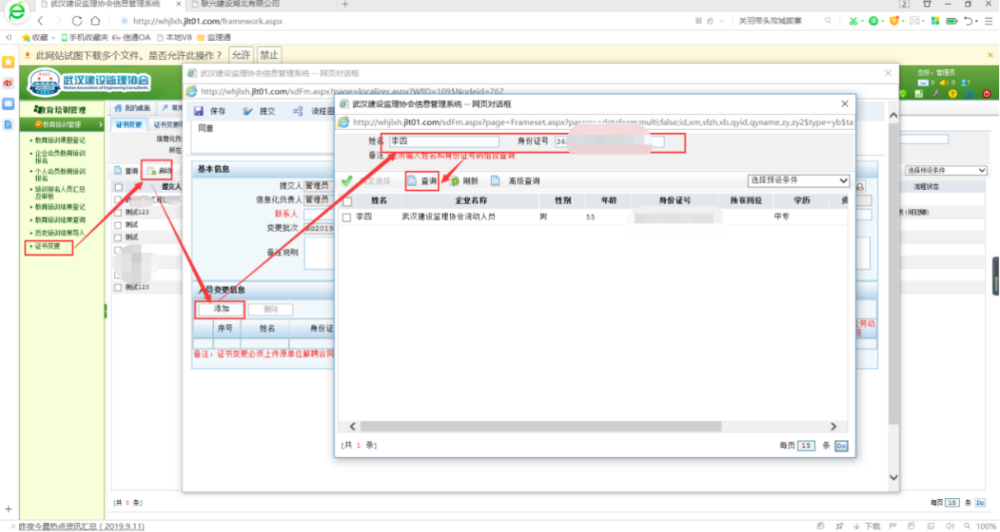 武汉建设监理协会信息管理系统 × 联兴建设湖北有限公司 +
http://whjlxh.jlt01.com/framework.aspx
关羽带头攻城拔寨
收藏 手机收藏夹 信通OA 本地V8 监理通
此网站试图下载多个文件。是否允许此操作? 允许 禁止
武汉建设监理协会
Wuhan Association of Engineering Consultants
您好,管理员
教育培训管理
教育培训管理
教育培训课题登记
企业会员教育培训报名
个人会员教育培训报名
培训报名人员汇总及审核
教育培训结果登记
教育培训结果查询
历史培训结果导入
证书变更
我的桌面
证书变更
信息化负
所在
查询 启动
提交人
测试123
测试
测试
测试123
[共 8 条]
选择预设条件
流程状态
每页 15 条 Do
武汉建设监理协会信息管理系统 -- 网页对话框
http://whjlxh.jlt01.com/sdFm.aspx?page=localizer.aspx?WfID=109$Nodeid=767
保存 提交 流程图
同意
基本信息
提交人 管理员
信息化负责人 管理员
联系人
变更批次 BG2019
备注说明
人员变更信息
添加 删除
序号 姓名 身份证
备注:证书变更必须上传原单位解聘合同
劳动
武汉建设监理协会信息管理系统 -- 网页对话框
http://whjlxh.jlt01.com/sdFm.aspx?page=Frameset.aspx?params=dataform;multi;false;id,xm,sfzh,xb,qyid,qyname,zy,zy2$type=yb$ta
姓名 李四 身份证号 36
备注 必须输入姓名和身份证号码组合查询
确定选择 查询 刷新 高级查询 选择预设条件
姓名 企业名称 性别 年龄 身份证号 所在岗位 学历
李四 武汉建设监理协会流动人员 男 55 中专
[共 1 条]
每页 15 条 Do
昨夜今晨热点资讯汇总(2019.9.11)
下载 100%